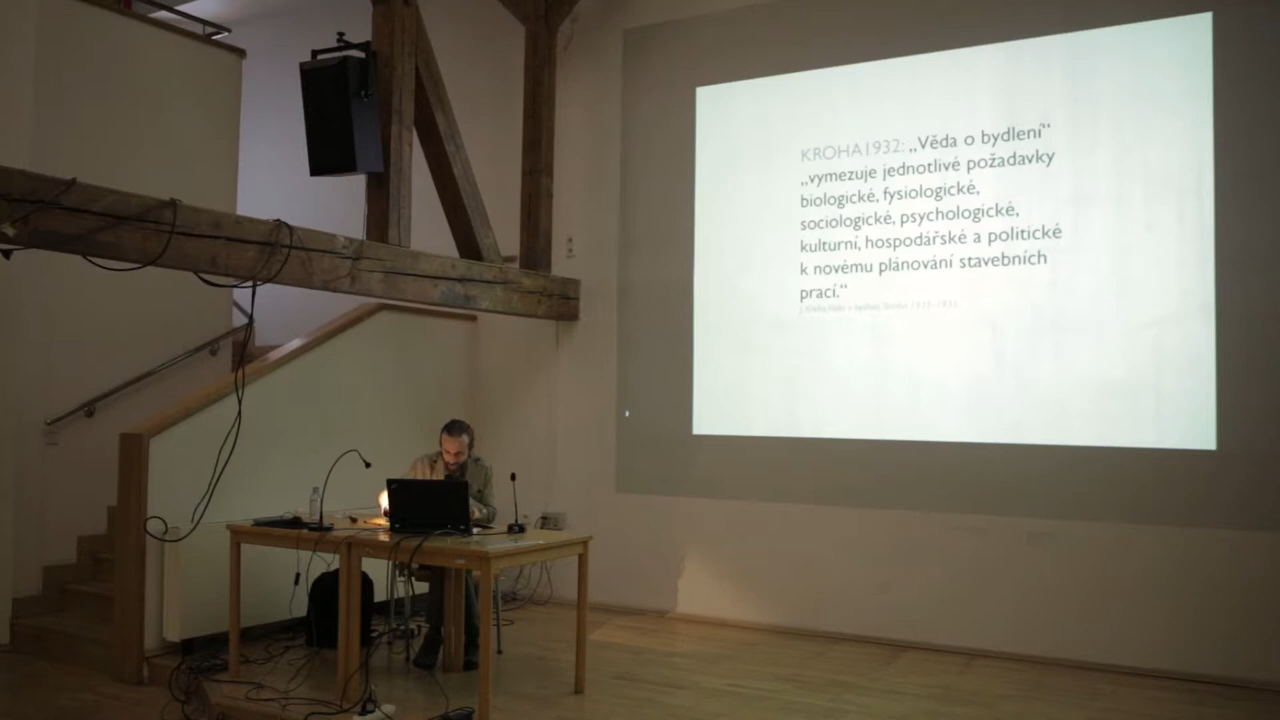 KROHA1932: „Věda o bydlení“
„vymezuje jednotlivé požadavky
biologické, fysiologické,
sociologické, psychologické,
kulturní, hospodářské a politické
k novému plánování stavebních
prací.“